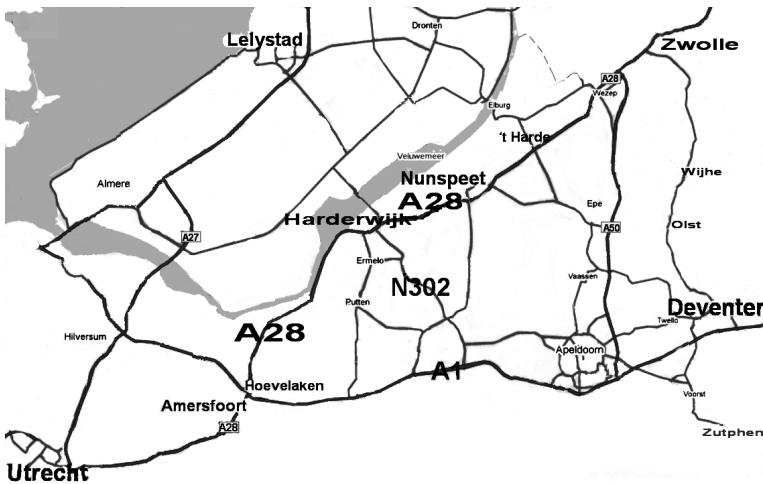 Dronten
Lelystad
Zwolle
A28
Wezep
Elburg
't Harde
Veluwemeer
Wijhe
Nunspeet
Almere
A28
Epe
Harderwijk
Olst
A50
A27
Ermelo
Vaassen
N302
Putten
Deventer
Twello
A28
Hilversum
Apeldoorn
A1
Hoevelaken
Voorst
Amersfoort
A28
Zutphen
Utrecht